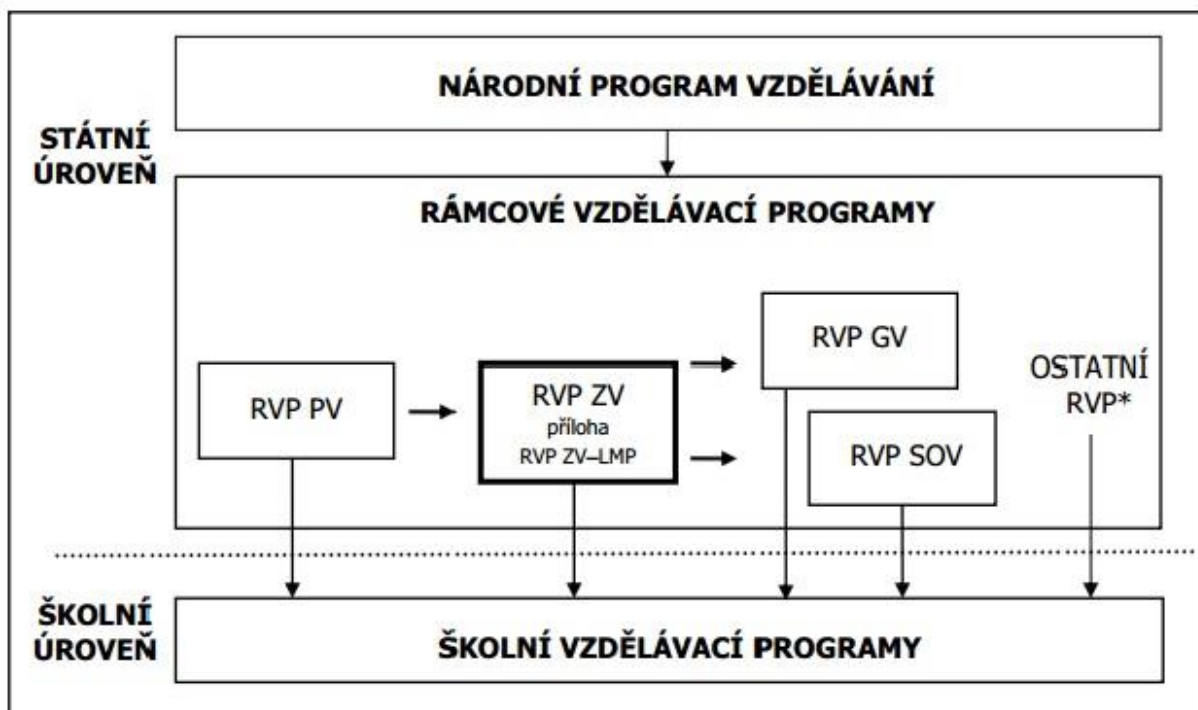 NÁRODNÍ PROGRAM VZDĚLÁVÁNÍ
STÁTNÍ
ÚROVEŇ
RÁMCOVÉ VZDĚLÁVACÍ PROGRAMY
RVP PV
RVP ZV
příloha
RVP ZV–LMP
RVP GV
RVP SOV
OSTATNÍ
RVP*
ŠKOLNÍ
ÚROVEŇ
ŠKOLNÍ VZDĚLÁVACÍ PROGRAMY